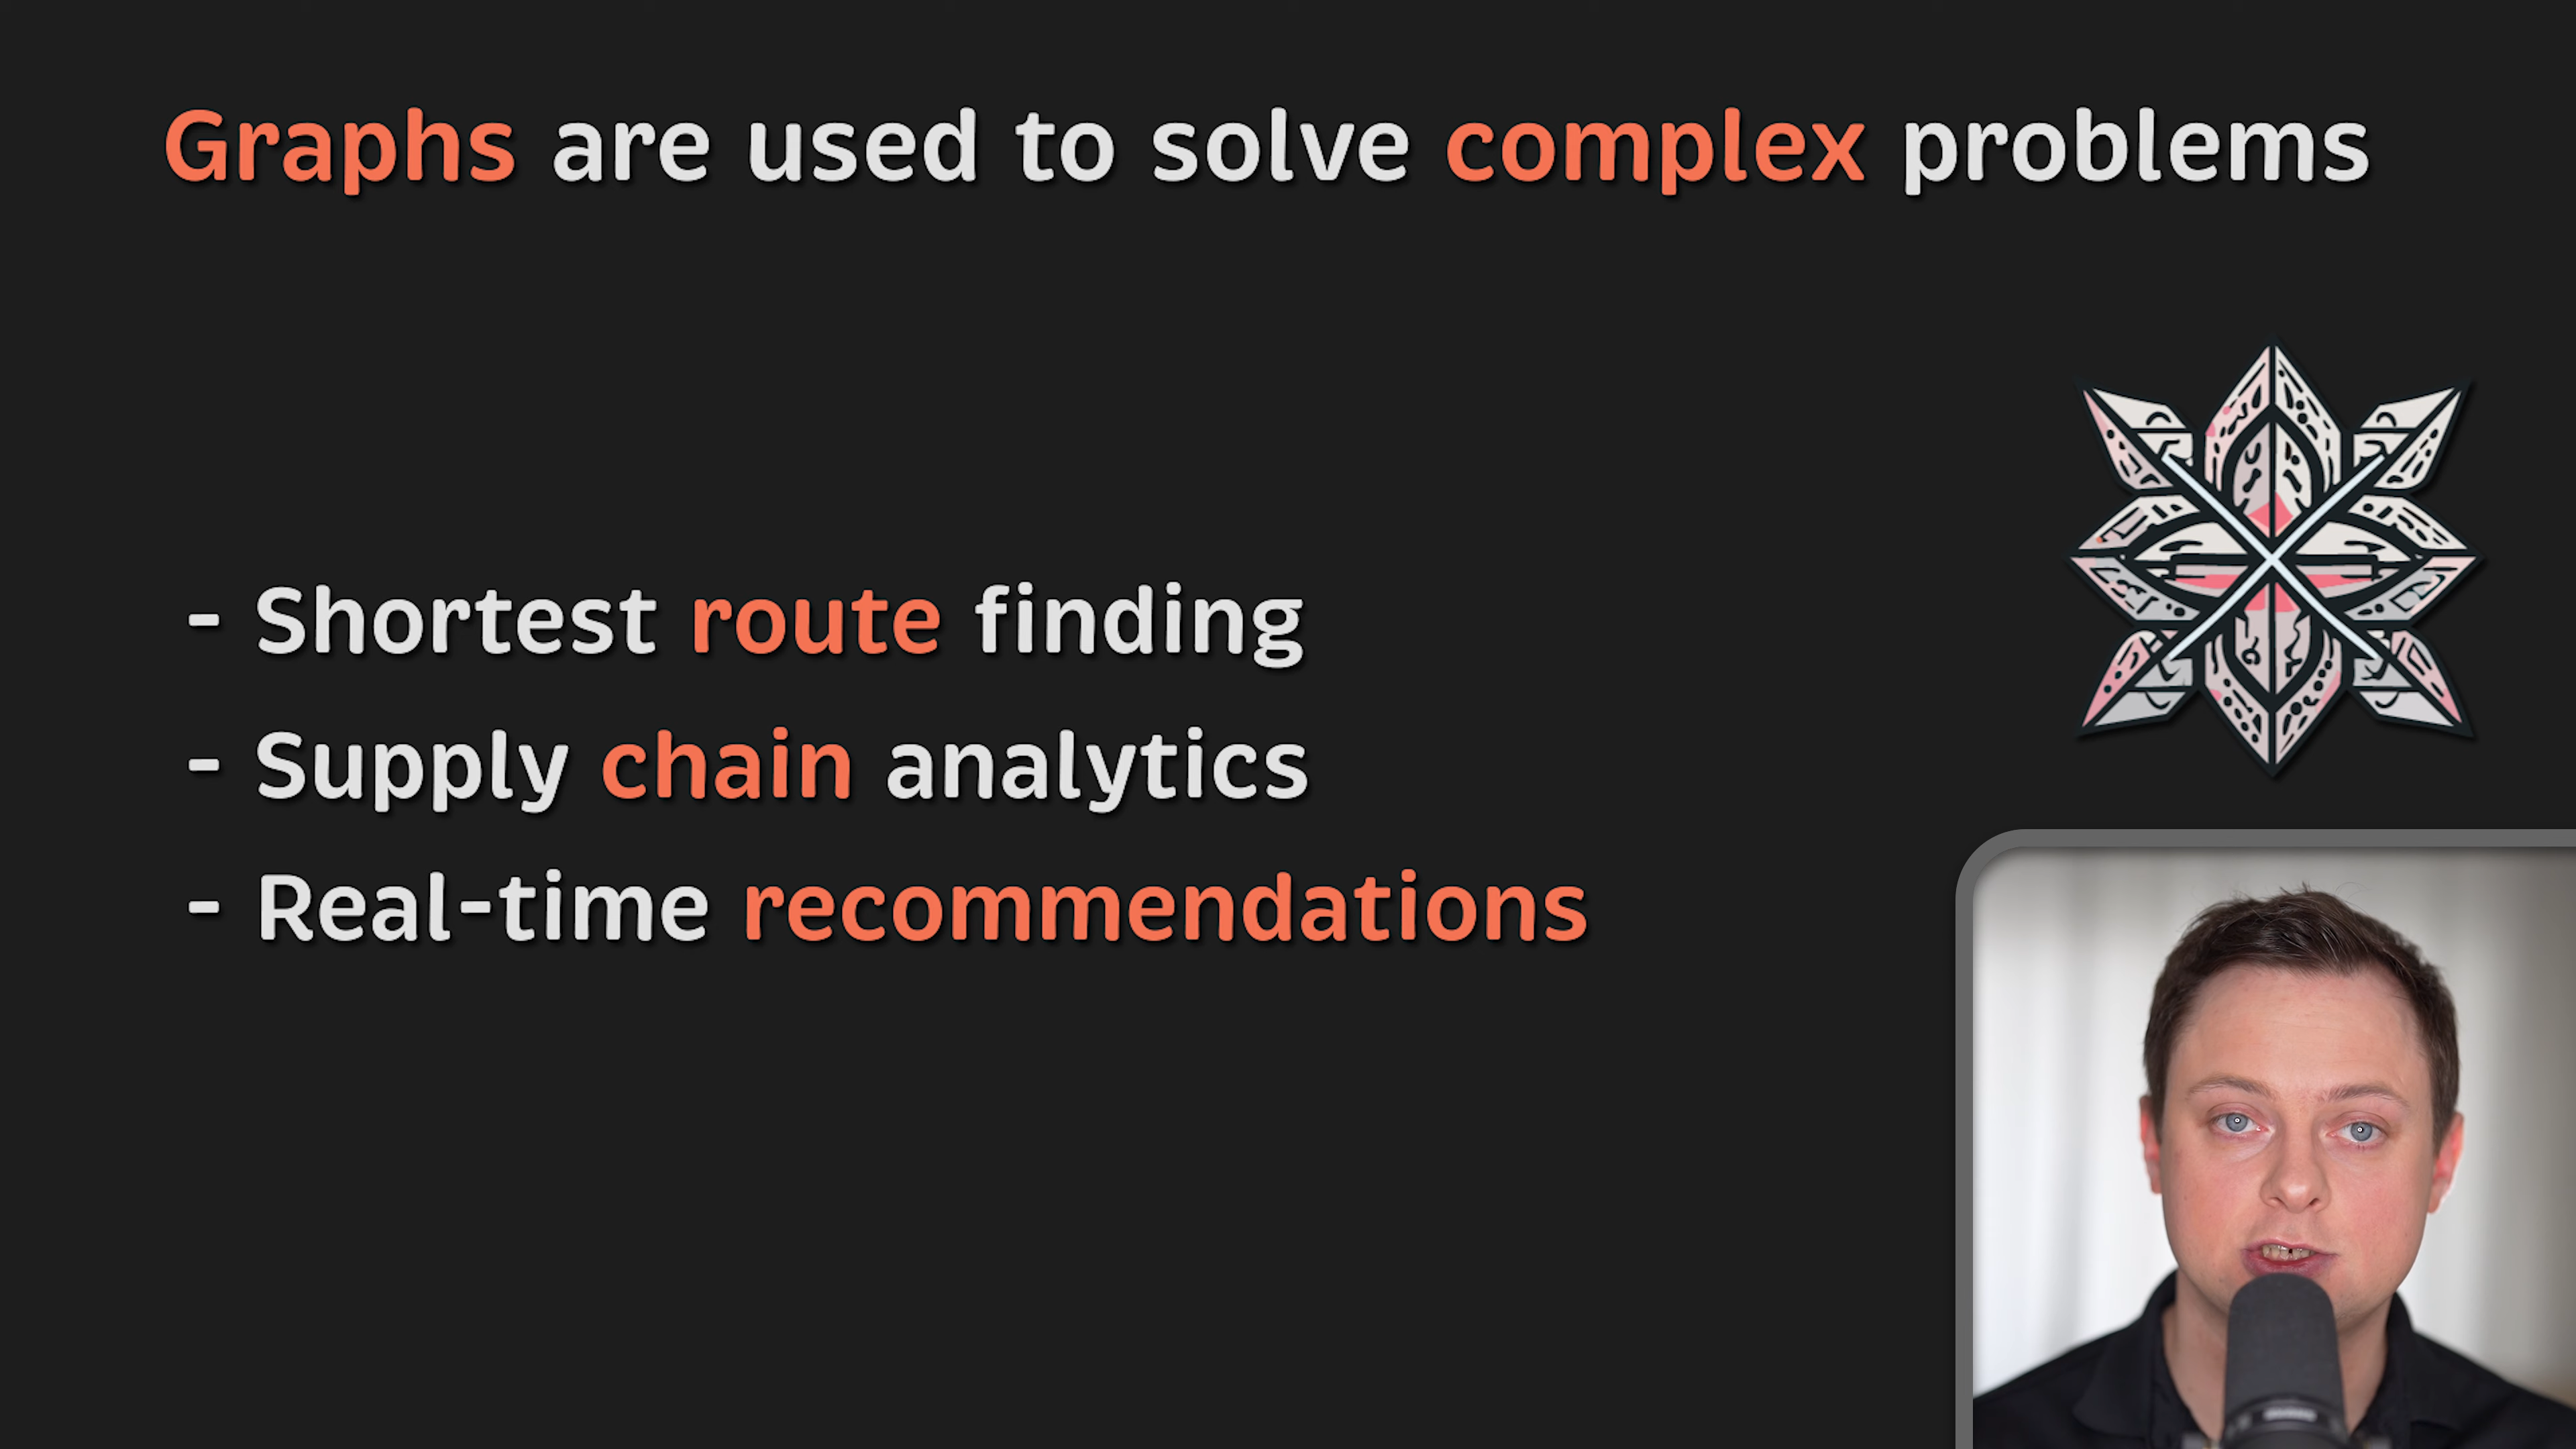 Graphs are used to solve complex problems
- Shortest route finding
- Supply chain analytics
- Real-time recommendations